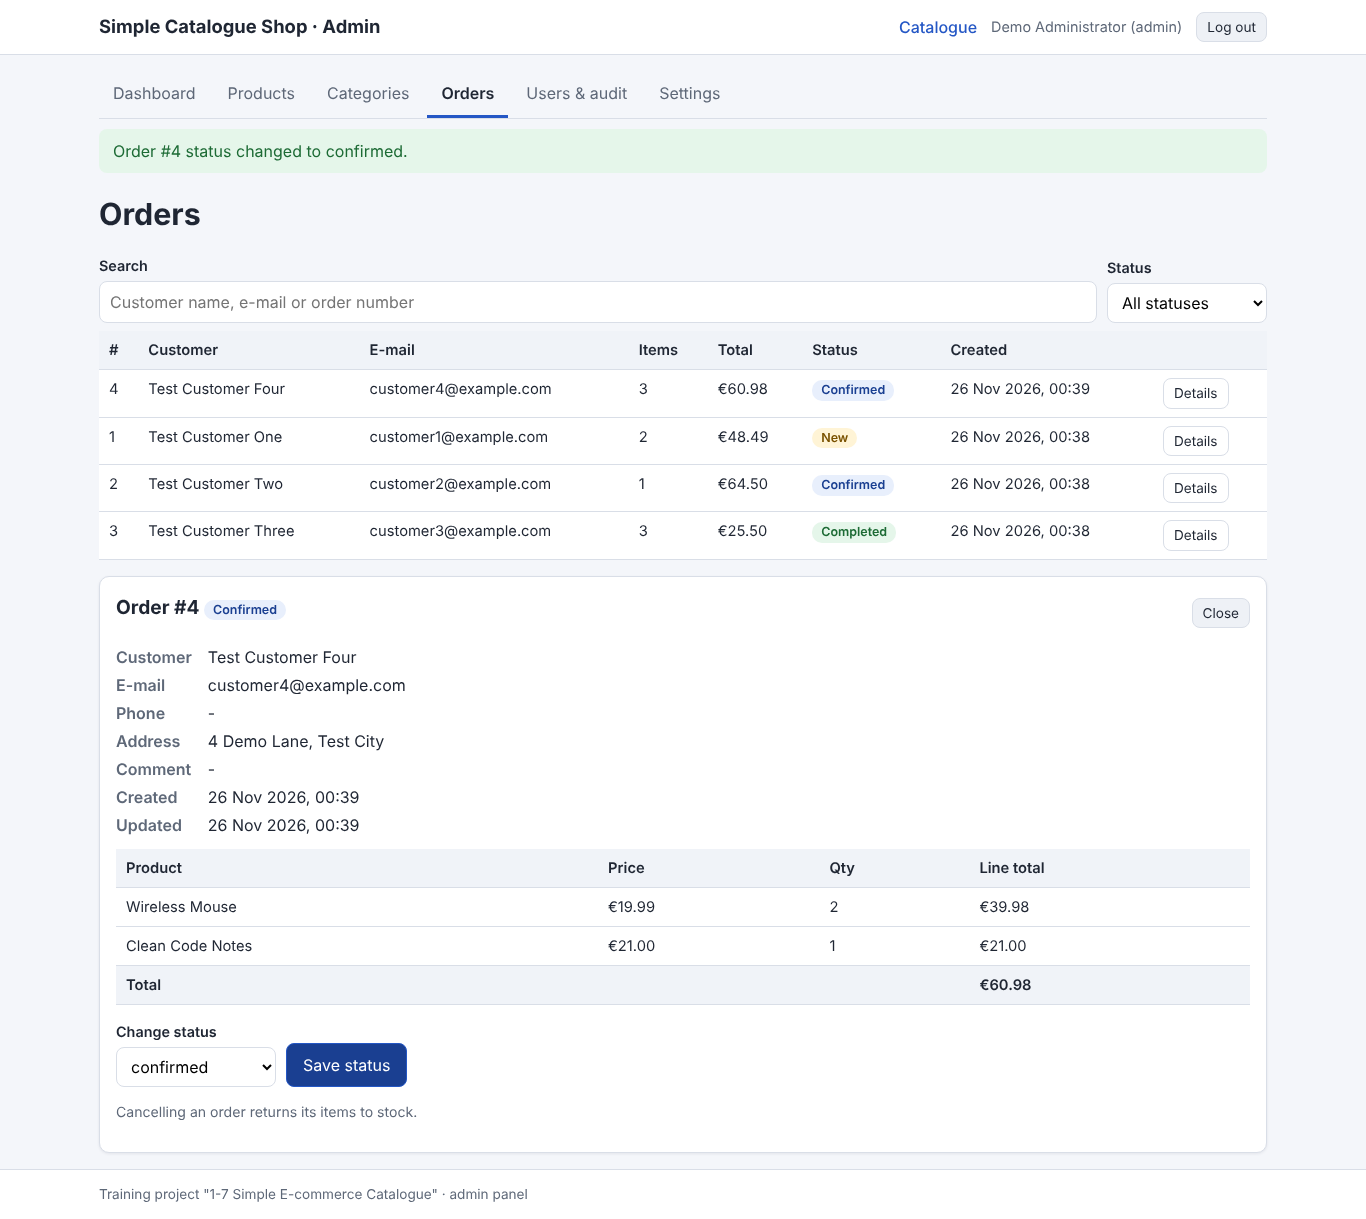 Simple Catalogue Shop · Admin
Catalogue Demo Administrator (admin) Log out
Dashboard Products Categories Orders Users & audit Settings
Order #4 status changed to confirmed.
Orders
Search
Status
Customer name, e-mail or order number
All statuses
# Customer E-mail Items Total Status Created
4 Test Customer Four customer4@example.com 3 €60.98 Confirmed 26 Nov 2026, 00:39 Details
1 Test Customer One customer1@example.com 2 €48.49 New 26 Nov 2026, 00:38 Details
2 Test Customer Two customer2@example.com 1 €64.50 Confirmed 26 Nov 2026, 00:38 Details
3 Test Customer Three customer3@example.com 3 €25.50 Completed 26 Nov 2026, 00:38 Details
Order #4 Confirmed
Close
Customer Test Customer Four
E-mail customer4@example.com
Phone -
Address 4 Demo Lane, Test City
Comment -
Created 26 Nov 2026, 00:39
Updated 26 Nov 2026, 00:39
Product Price Qty Line total
Wireless Mouse €19.99 2 €39.98
Clean Code Notes €21.00 1 €21.00
Total €60.98
Change status
confirmed Save status
Cancelling an order returns its items to stock.
Training project "1-7 Simple E-commerce Catalogue" · admin panel